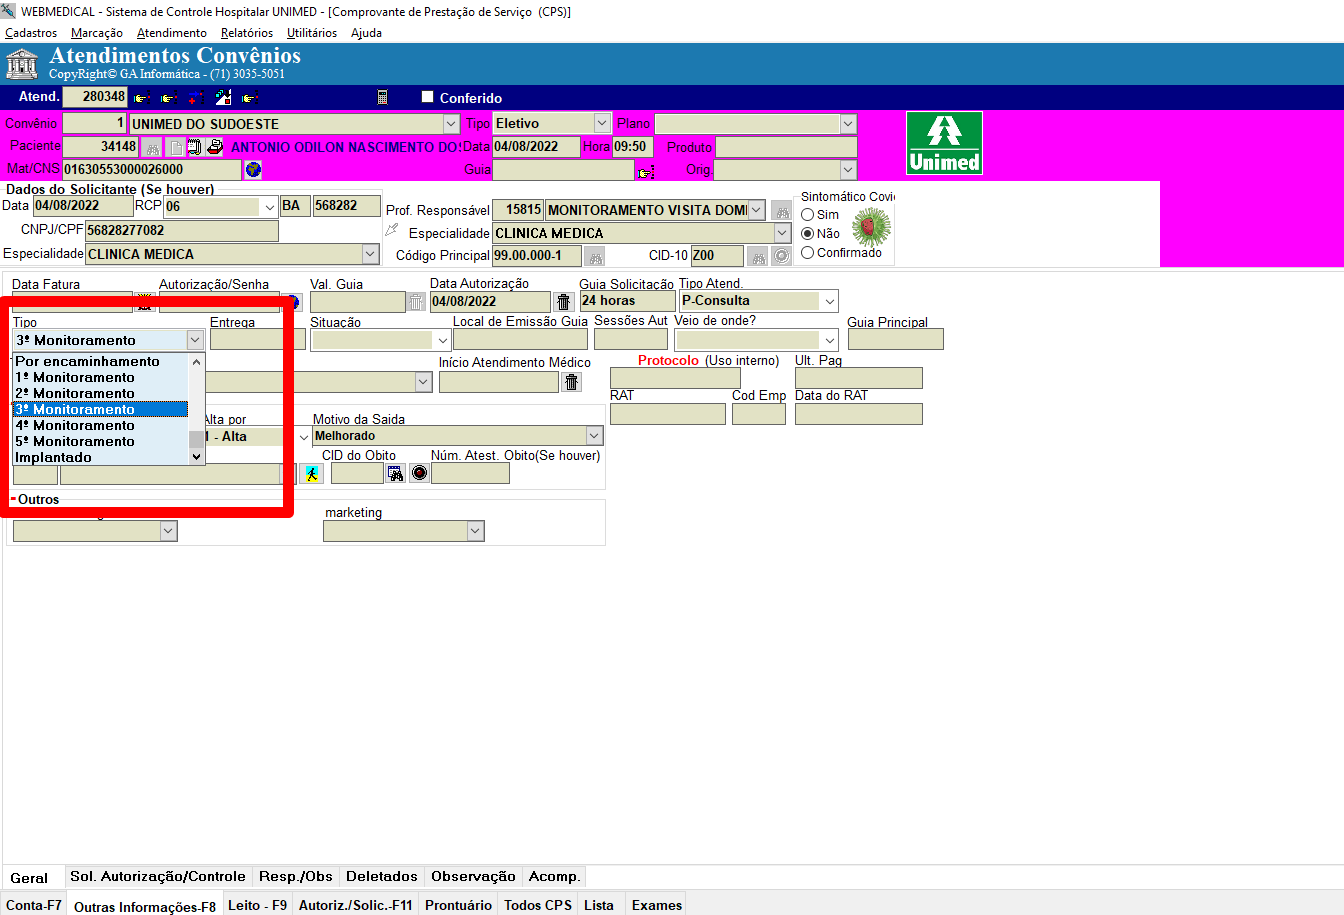 WEBMEDICAL - Sistema de Controle Hospitalar UNIMED - [Comprovante de Prestação de Serviço (CPS)]
Cadastros Marcação Atendimento Relatórios Utilitários Ajuda
Atendimentos Convênios
CopyRight© GA Informática - (71) 3035-5051
Atend. 280348 Conferido
Convênio 1 UNIMED DO SUDOESTE Tipo Eletivo Plano
Paciente 34148 ANTONIO ODILON NASCIMENTO DO Data 04/08/2022 Hora 09:50 Produto
Mat/CNS 01630553000026000 Guia Orig.
Unimed
Dados do Solicitante (Se houver)
Data 04/08/2022 RCP 06 BA 568282
CNPJ/CPF 56828277082
Especialidade CLINICA MEDICA
Prof. Responsável 15815 MONITORAMENTO VISITA DOMI
Especialidade CLINICA MEDICA
Código Principal 99.00.000-1 CID-10 Z00
Sintomático Covi
Sim
Não
Confirmado
Data Fatura Autorização/Senha Val. Guia Data Autorização Guia Solicitação Tipo Atend.
04/08/2022 24 horas P-Consulta
Tipo Entrega Situação Local de Emissão Guia Sessões Aut Veio de onde? Guia Principal
3ª Monitoramento
Por encaminhamento
1ª Monitoramento
2ª Monitoramento
3ª Monitoramento
4ª Monitoramento
5ª Monitoramento
Implantado
Início Atendimento Médico Protocolo (Uso interno) Ult. Pag
RAT Cod Emp Data do RAT
Alta por Motivo da Saida
1 - Alta Melhorado
CID do Obito Núm. Atest. Obito(Se houver)
Outros
marketing
Geral Sol. Autorização/Controle Resp./Obs Deletados Observação Acomp.
Conta-F7 Outras Informações-F8 Leito - F9 Autoriz./Solic.-F11 Prontuário Todos CPS Lista Exames